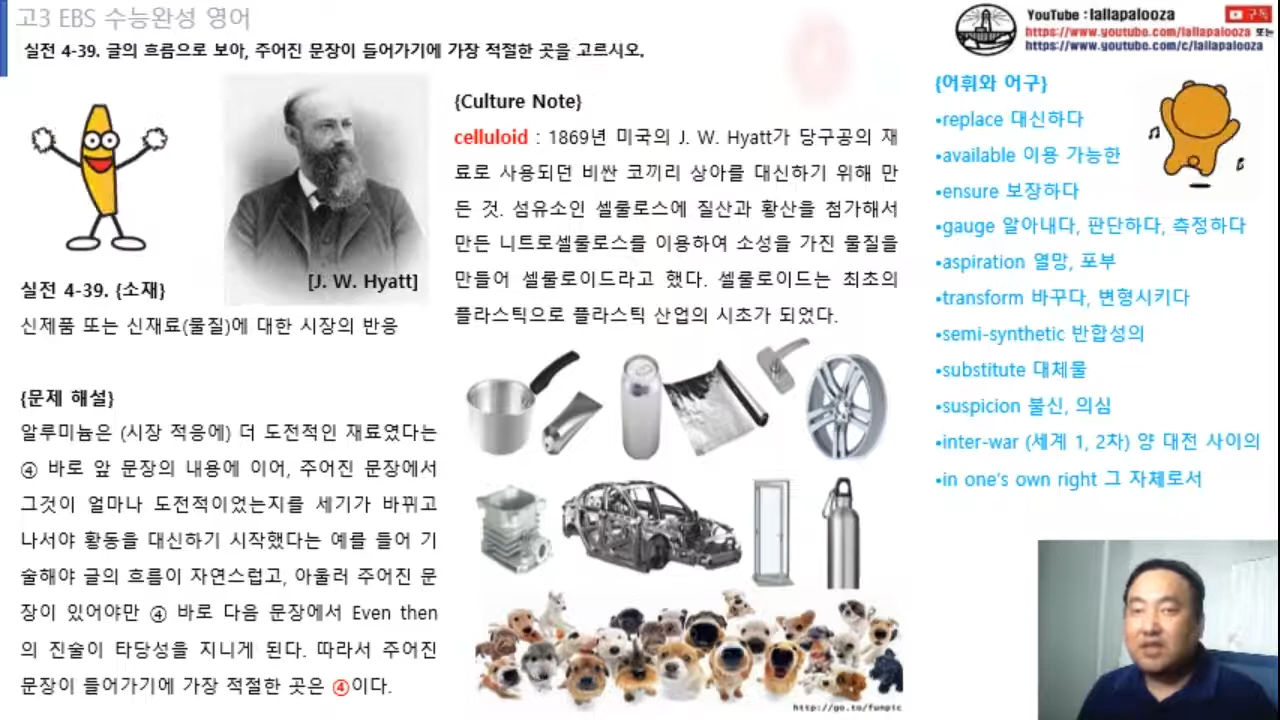 고3 EBS 수능완성 영어
실전 4-39. 글의 흐름으로 보아, 주어진 문장이 들어가기에 가장 적절한 곳을 고르시오.
YouTube : lallapalooza
구독
https://www.youtube.com/lallapalooza 또는
https://www.youtube.com/c/lallapalooza
[J. W. Hyatt]
실전 4-39. {소재}
신제품 또는 신재료(물질)에 대한 시장의 반응
{문제 해설}
알루미늄은 (시장 적응에) 더 도전적인 재료였다는
④ 바로 앞 문장의 내용에 이어, 주어진 문장에서
그것이 얼마나 도전적이었는지를 세기가 바뀌고
나서야 황동을 대신하기 시작했다는 예를 들어 기
술해야 글의 흐름이 자연스럽고, 아울러 주어진 문
장이 있어야만 ④ 바로 다음 문장에서 Even then
의 진술이 타당성을 지니게 된다. 따라서 주어진
문장이 들어가기에 가장 적절한 곳은 ④이다.
{Culture Note}
celluloid : 1869년 미국의 J. W. Hyatt가 당구공의 재
료로 사용되던 비싼 코끼리 상아를 대신하기 위해 만
든 것. 섬유소인 셀룰로스에 질산과 황산을 첨가해서
만든 니트로셀룰로스를 이용하여 소성을 가진 물질을
만들어 셀룰로이드라고 했다. 셀룰로이드는 최초의
플라스틱으로 플라스틱 산업의 시초가 되었다.
http://go.to/funpic
{어휘와 어구}
•replace 대신하다
•available 이용 가능한
•ensure 보장하다
•gauge 알아내다, 판단하다, 측정하다
•aspiration 열망, 포부
•transform 바꾸다, 변형시키다
•semi-synthetic 반합성의
•substitute 대체물
•suspicion 불신, 의심
•inter-war (세계 1, 2차) 양 대전 사이의
•in one's own right 그 자체로서